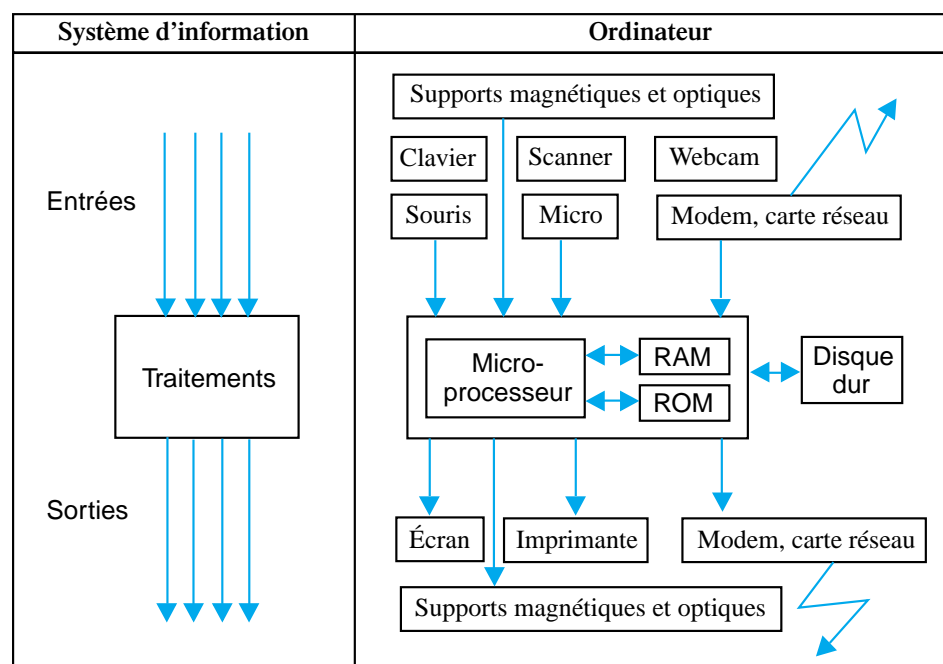 Système d'information
Ordinateur
Supports magnétiques et optiques
Clavier
Scanner
Webcam
Entrées
Souris
Micro
Modem, carte réseau
Traitements
Micro-
processeur
RAM
ROM
Disque
dur
Sorties
Écran
Imprimante
Modem, carte réseau
Supports magnétiques et optiques